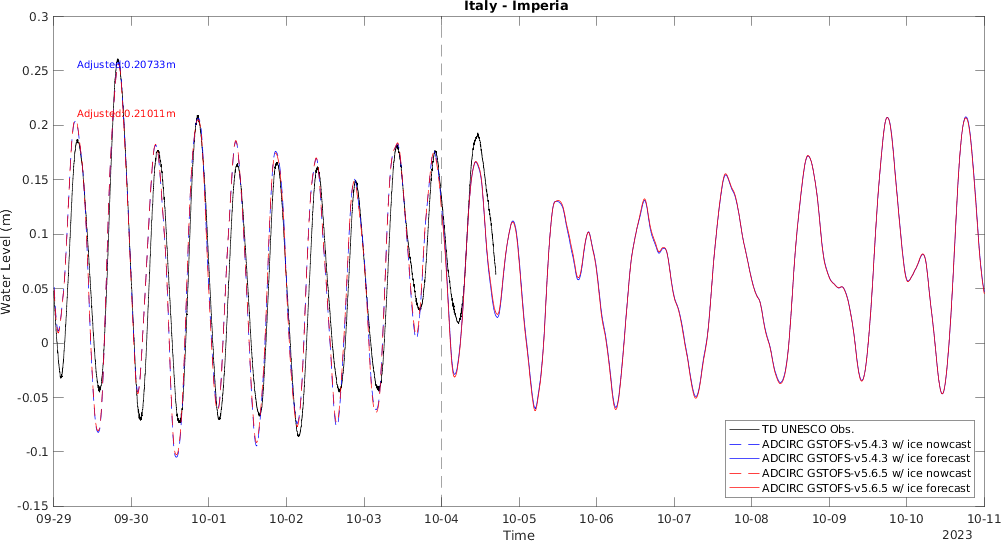 Italy - Imperia
0.3
0.25
0.2
0.15
0.1
0.05
0
-0.05
-0.1
-0.15
Water Level (m)
Adjusted:0.20733m
Adjusted:0.21011m
TD UNESCO Obs.
ADCIRC GSTOFS-v5.4.3 w/ ice nowcast
ADCIRC GSTOFS-v5.4.3 w/ ice forecast
ADCIRC GSTOFS-v5.6.5 w/ ice nowcast
ADCIRC GSTOFS-v5.6.5 w/ ice forecast
09-29 09-30 10-01 10-02 10-03 10-04 10-05 10-06 10-07 10-08 10-09 10-10 10-11
Time
2023